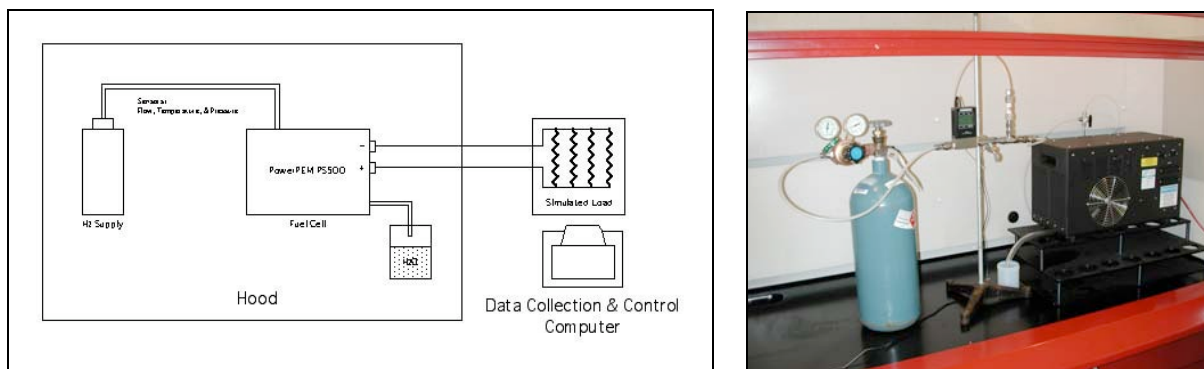 Sensors:
Flow, Temperature, & Pressure
PowerPEM PS500
−
+
H2 Supply
Fuel Cell
Simulated Load
Hood
Data Collection & Control
Computer